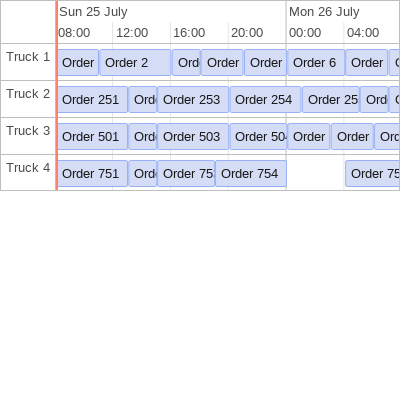 Sun 25 July Mon 26 July
08:00 12:00 16:00 20:00 00:00 04:00
Truck 1 Order Order 2 Ord Order Order Order 6 Order
Truck 2 Order 251 Ord Order 253 Order 254 Order 25 Ord
Truck 3 Order 501 Ord Order 503 Order 504 Order Order Ord
Truck 4 Order 751 Ord Order 75 Order 754 Order 75